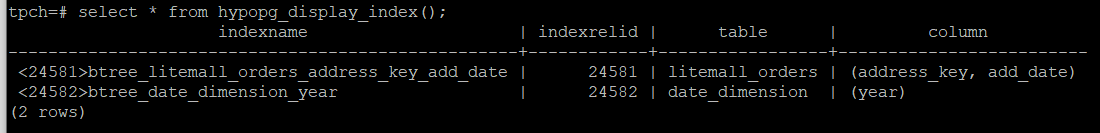 tpch=# select * from hypopg_display_index();
indexname | indexrelid | table | column
----------------------------------------------------+------------+-----------------+-------------------------
<24581>btree_litemall_orders_address_key_add_date | 24581 | litemall_orders | (address_key, add_date)
<24582>btree_date_dimension_year | 24582 | date_dimension | (year)
(2 rows)